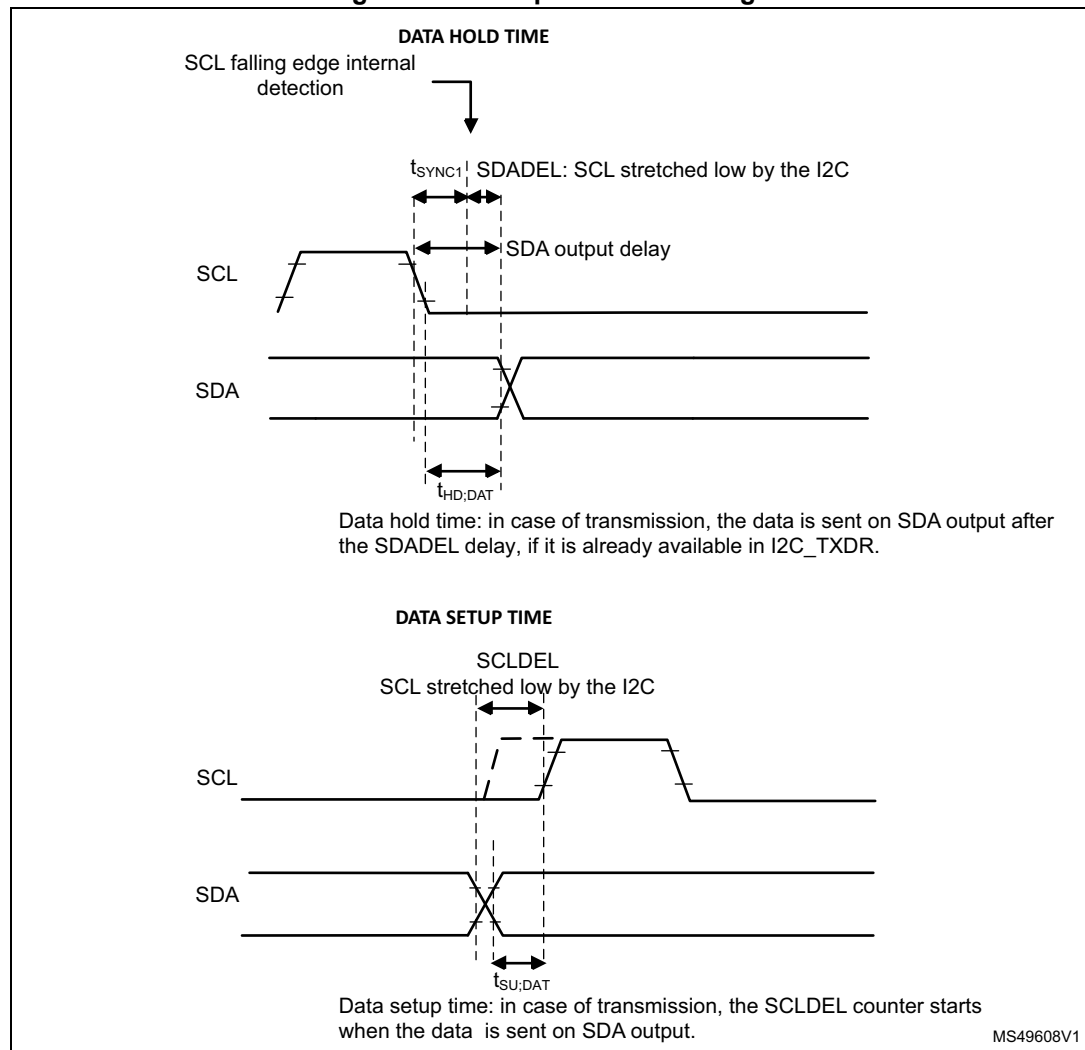 DATA HOLD TIME
SCL falling edge internal
detection
tSYNC1
SDADEL: SCL stretched low by the I2C
SDA output delay
SCL
SDA
tHD;DAT
Data hold time: in case of transmission, the data is sent on SDA output after
the SDADEL delay, if it is already available in I2C_TXDR.
DATA SETUP TIME
SCLDEL
SCL stretched low by the I2C
SCL
SDA
tSU;DAT
Data setup time: in case of transmission, the SCLDEL counter starts
when the data is sent on SDA output.
MS49608V1